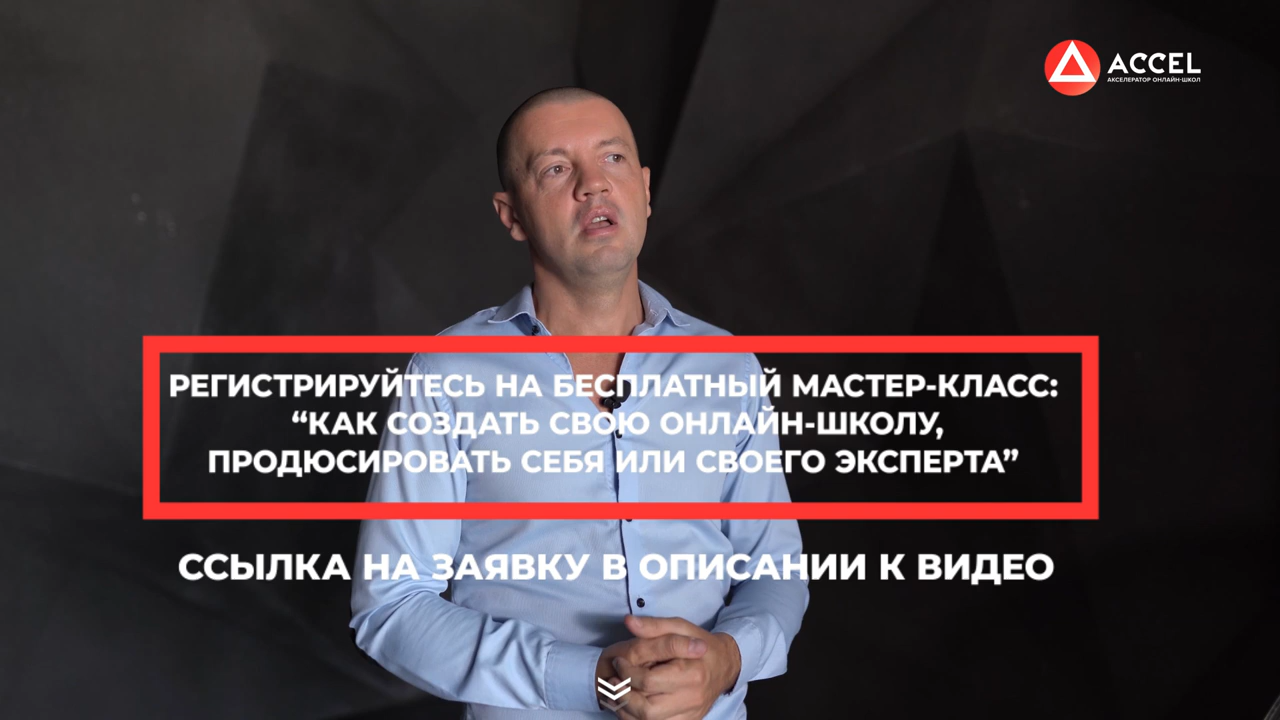 ACCEL
АКСЕЛЕРАТОР ОНЛАЙН-ШКОЛ
РЕГИСТРИРУЙТЕСЬ НА БЕСПЛАТНЫЙ МАСТЕР-КЛАСС:
“КАК СОЗДАТЬ СВОЮ ОНЛАЙН-ШКОЛУ,
ПРОДЮСИРОВАТЬ СЕБЯ ИЛИ СВОЕГО ЭКСПЕРТА”
ССЫЛКА НА ЗАЯВКУ В ОПИСАНИИ К ВИДЕО